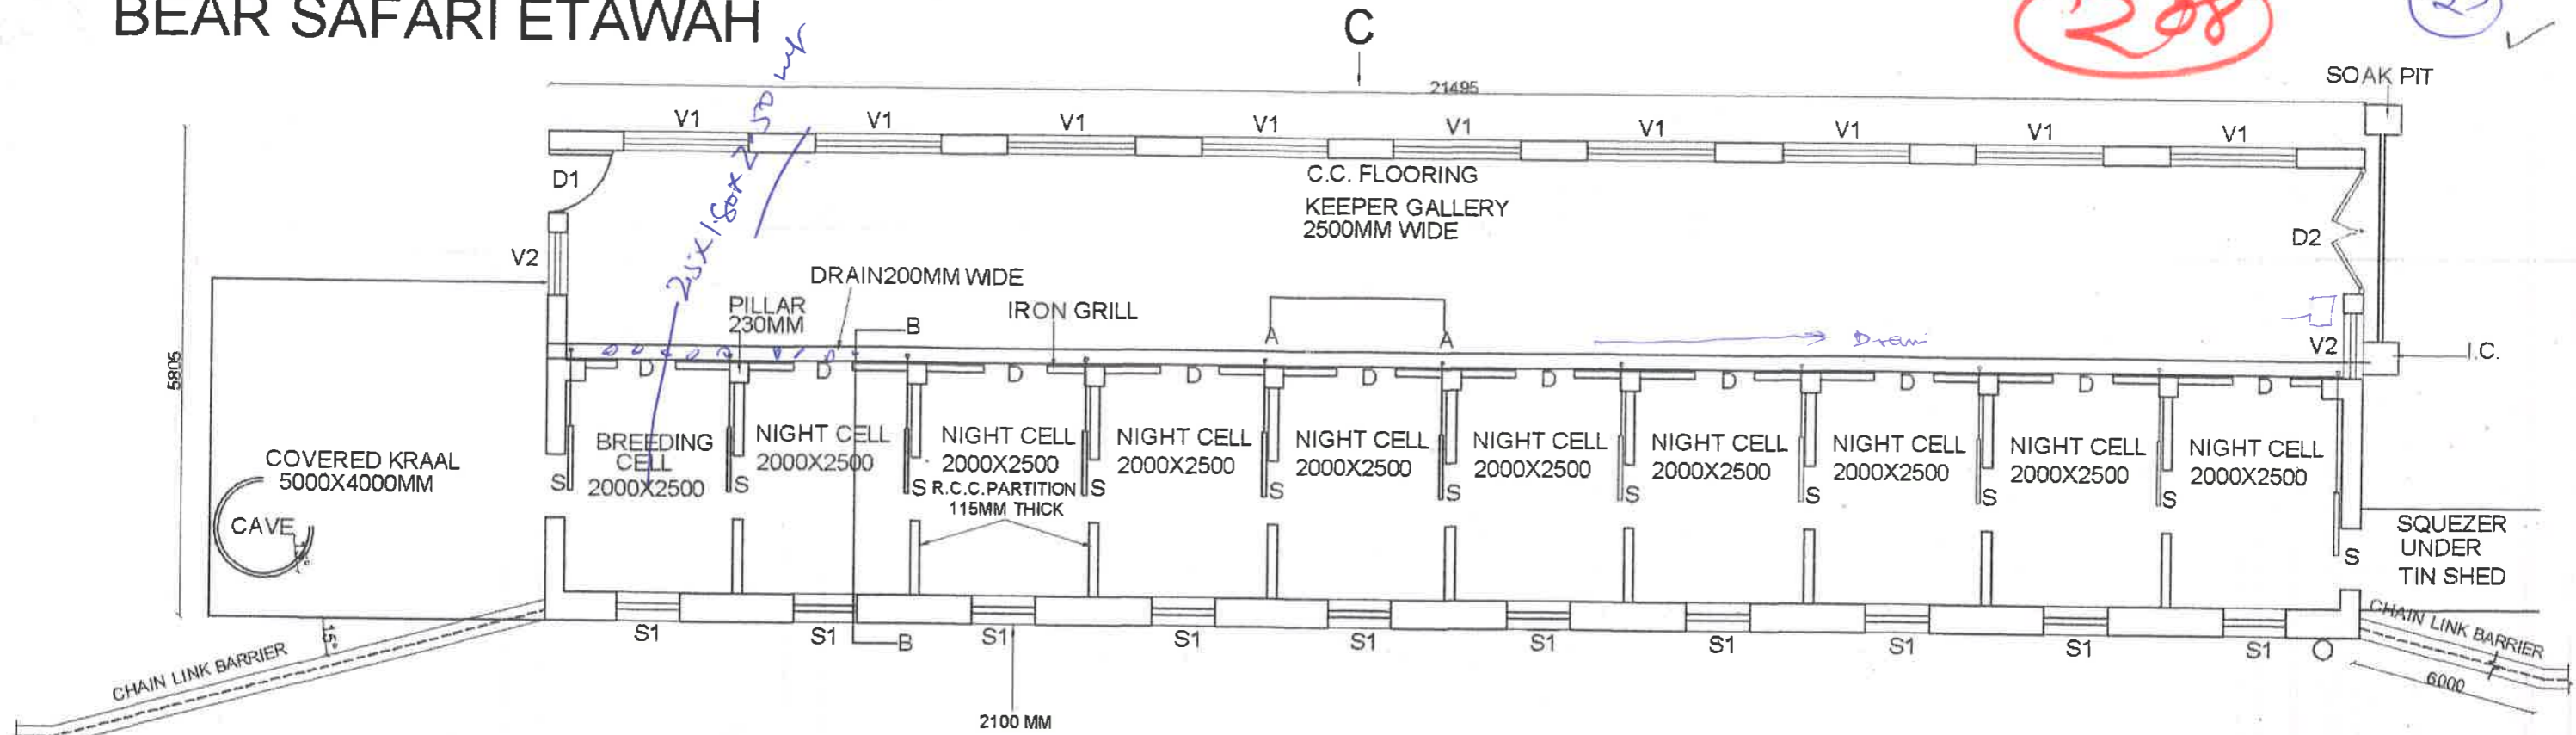 BEAR SAFARI ETAWAH
C
SOAK PIT
21495
V1 V1 V1 V1 V1 V1 V1 V1 V1
D1
C.C. FLOORING
KEEPER GALLERY
2500MM WIDE
D2
V2
DRAIN200MM WIDE
PILLAR
230MM
B
IRON GRILL
A A
Drain
V2
I.C.
5805
D D D D D D D D D D
COVERED KRAAL
5000X4000MM
CAVE
BREEDING
CELL
2000X2500
NIGHT CELL
2000X2500
NIGHT CELL
2000X2500
NIGHT CELL
2000X2500
NIGHT CELL
2000X2500
NIGHT CELL
2000X2500
NIGHT CELL
2000X2500
NIGHT CELL
2000X2500
NIGHT CELL
2000X2500
NIGHT CELL
2000X2500
S S S S S S S S S S S
R.C.C.PARTITION
115MM THICK
SQUEZER
UNDER
TIN SHED
S1 S1 S1 S1 S1 S1 S1 S1 S1 S1
B
15°
CHAIN LINK BARRIER
CHAIN LINK BARRIER
6000
2100 MM